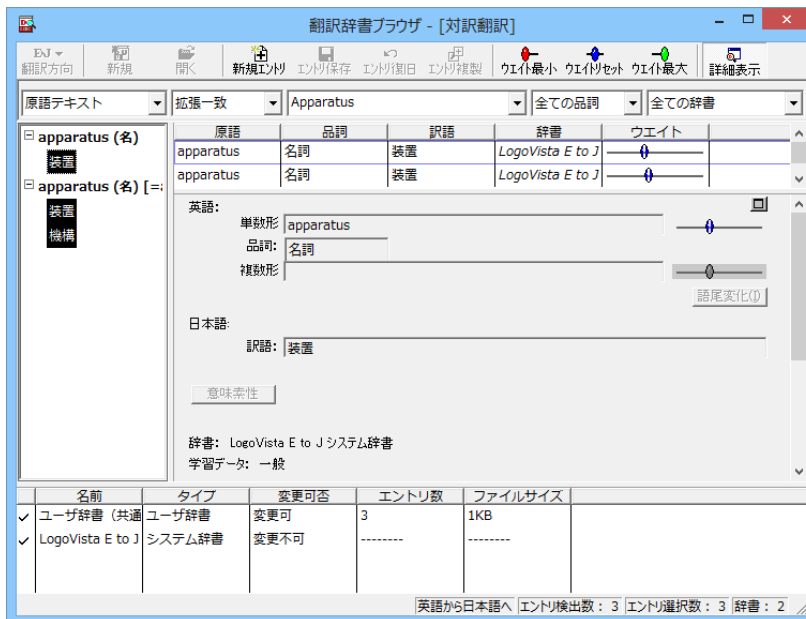 翻訳辞書ブラウザ - [対訳翻訳]
EJ
翻訳方向 新規 開く 新規エントリ エントリ保存 エントリ復旧 エントリ複製 ウエイト最小 ウエイトリセット ウエイト最大 詳細表示
原語テキスト 拡張一致 Apparatus 全ての品詞 全ての辞書
apparatus (名)
装置
apparatus (名) [=
装置
機構
原語 品詞 訳語 辞書 ウエイト
apparatus 名詞 装置 LogoVista E to J
apparatus 名詞 装置 LogoVista E to J
英語:
単数形 apparatus
品詞: 名詞
複数形
語尾変化(I)
日本語:
訳語: 装置
意味索性
辞書: LogoVista E to J システム辞書
学習データ: 一般
名前 タイプ 変更可否 エントリ数 ファイルサイズ
ユーザ辞書 (共通 ユーザ辞書 変更可 3 1KB
LogoVista E to J システム辞書 変更不可 -------- --------
英語から日本語へ エントリ検出数: 3 エントリ選択数: 3 辞書: 2